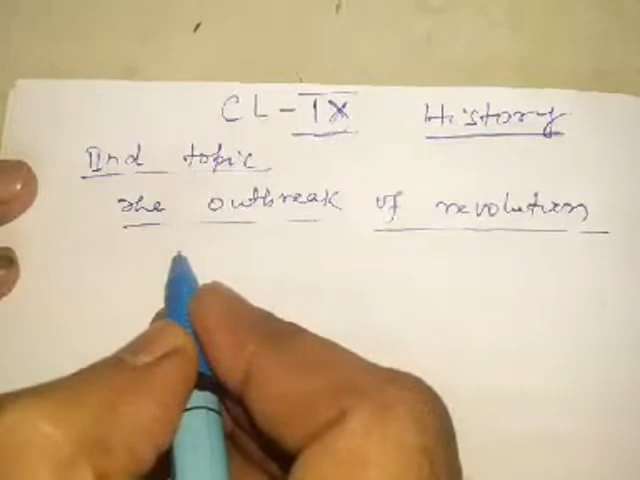 CL-IX History
IInd topic
The outbreak of revolution